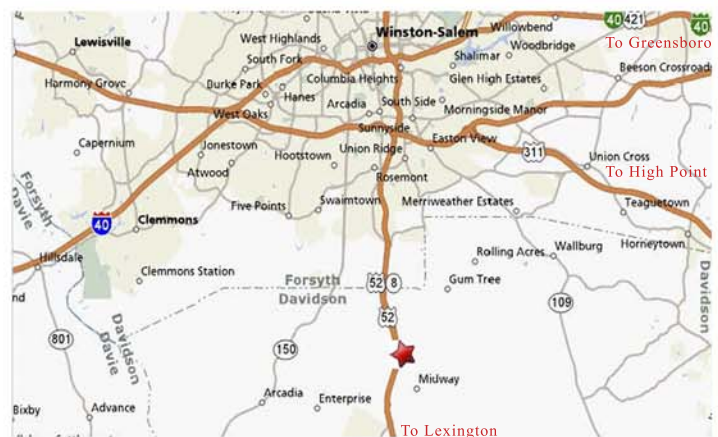 Willowbend
40 421
40
Lewisville
West Highlands
Winston-Salem
To Greensboro
Woodbridge
South Fork
Shalimar
Beeson Crossroads
Harmony Grove
Burke Park
Columbia Heights
Glen High Estates
Hanes
Arcadia
South Side
Morningside Manor
West Oaks
Sunnyside
Easton View
Capernium
Jonestown
Hootstown
Union Ridge
311
Union Cross
Atwood
Rosemont
To High Point
Forsyth
Davie
Five Points
Swaimtown
Merriweather Estates
Teaguetown
40
Clemmons
Hillsdale
Rolling Acres
Wallburg
Horneytown
Clemmons Station
Forsyth
Davidson
52 8
Gum Tree
Davidson
nd
109
52
801
Davidson
Davie
150
Midway
Bixby
Advance
Arcadia
Enterprise
To Lexington